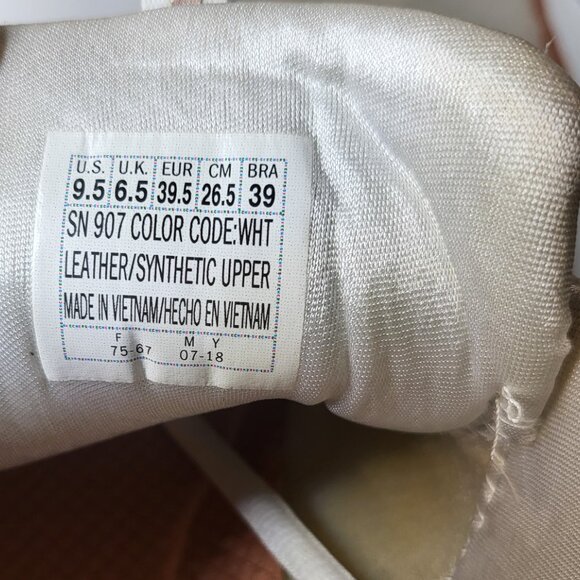 U.S. U.K. EUR CM BRA
9.5 6.5 39.5 26.5 39
SN 907 COLOR CODE:WHT
LEATHER/SYNTHETIC UPPER
MADE IN VIETNAM/HECHO EN VIETNAM
F M Y
75-67 07-18